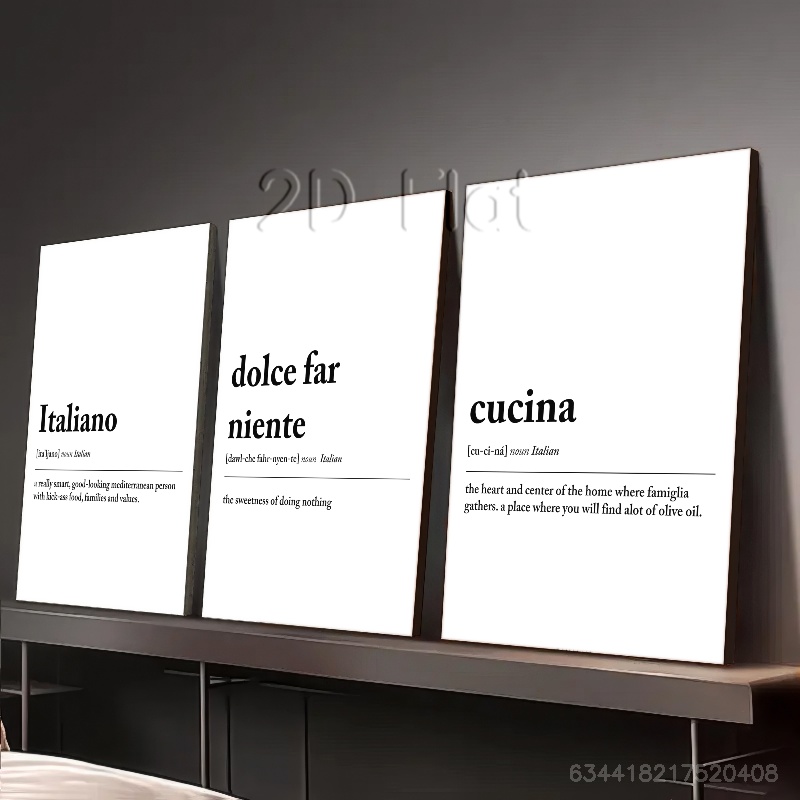 2D Flat
Italiano
[ita'ljano] noun Italian
a really smart, good-looking mediterranean person
with kick-ass food, families and values.
dolce far
niente
[dawl-che fahr-nyen-te] noun Italian
the sweetness of doing nothing
cucina
[cu-ci-ná] noun Italian
the heart and center of the home where famiglia
gathers. a place where you will find alot of olive oil.
634418217520408